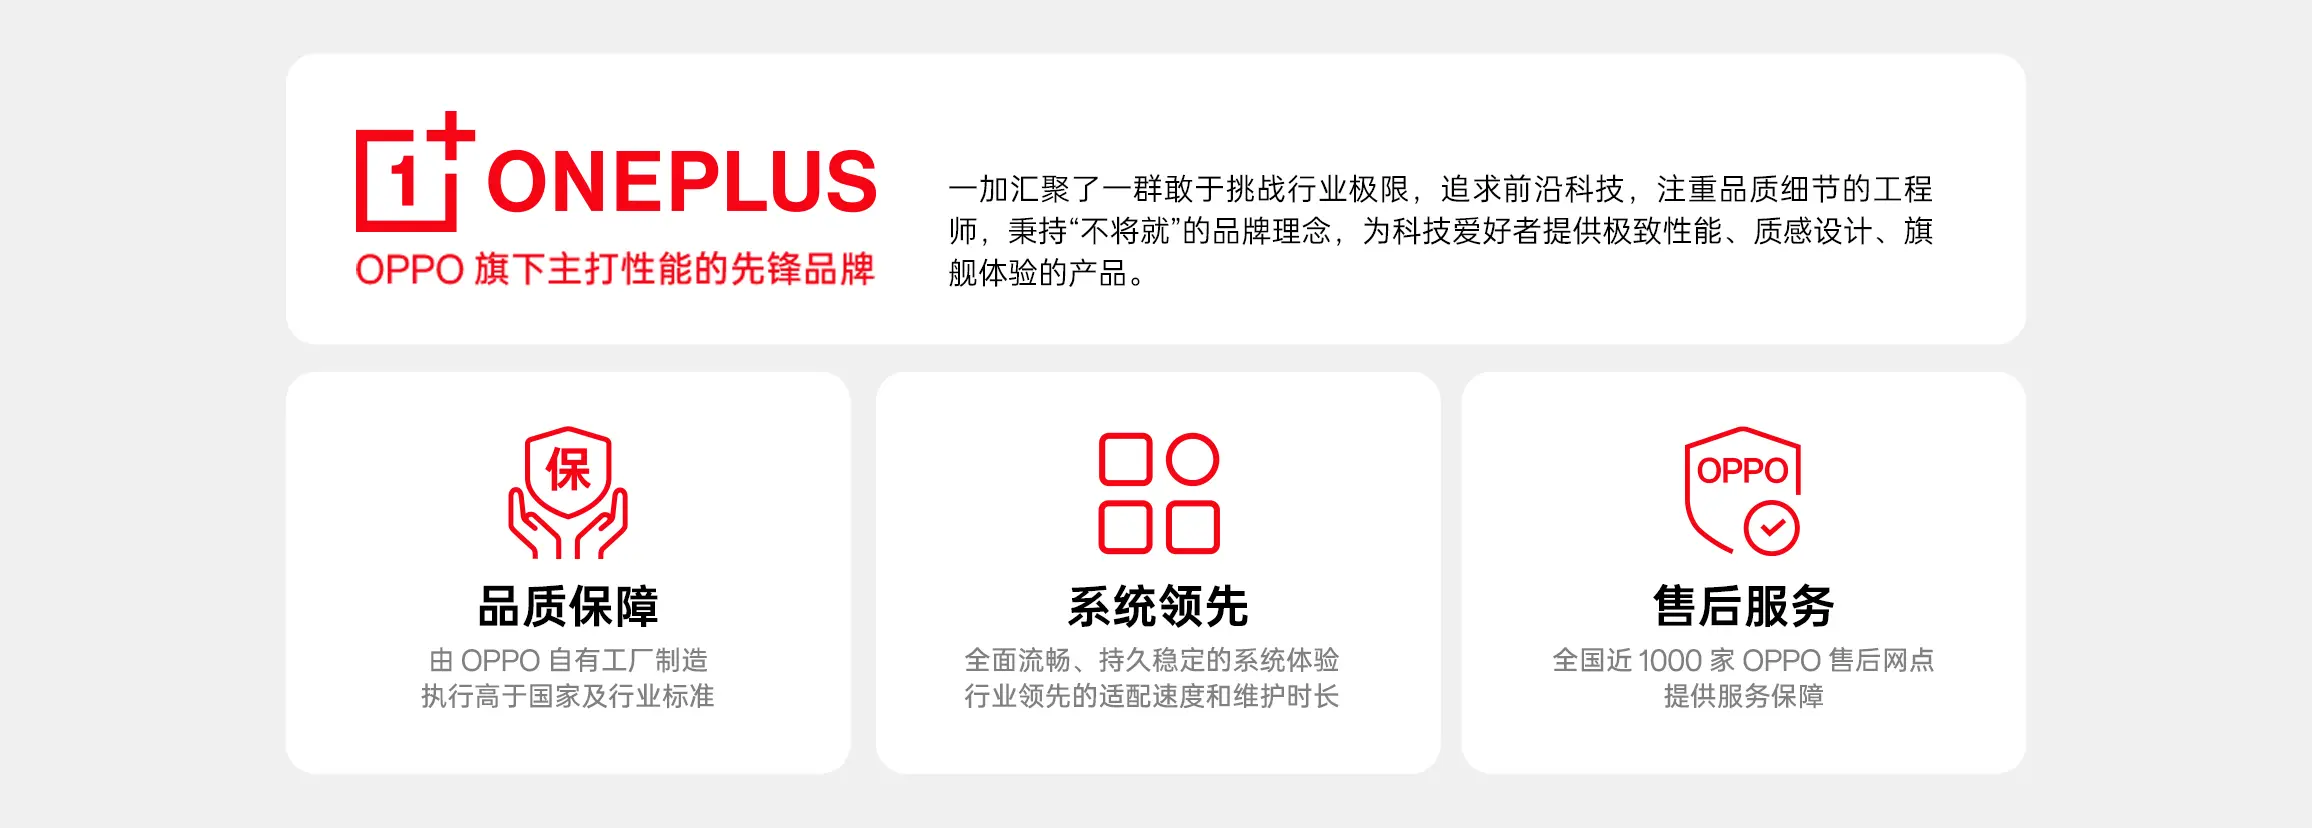 1+ ONEPLUS
OPPO 旗下主打性能的先锋品牌
一加汇聚了一群敢于挑战行业极限，追求前沿科技，注重品质细节的工程
师，秉持“不将就”的品牌理念，为科技爱好者提供极致性能、质感设计、旗
舰体验的产品。
保
品质保障
由 OPPO 自有工厂制造
执行高于国家及行业标准
系统领先
全面流畅、持久稳定的系统体验
行业领先的适配速度和维护时长
OPPO
售后服务
全国近 1000 家 OPPO 售后网点
提供服务保障